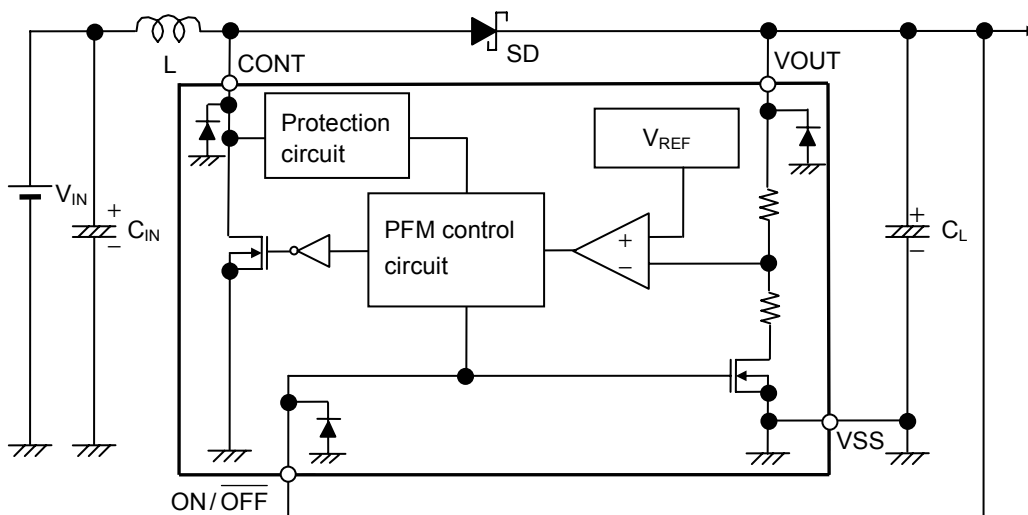 L
SD
CONT
VOUT
Protection
circuit
VREF
VIN
+
−
CIN
PFM control
circuit
+
−
+
−
CL
VSS
ON/OFF